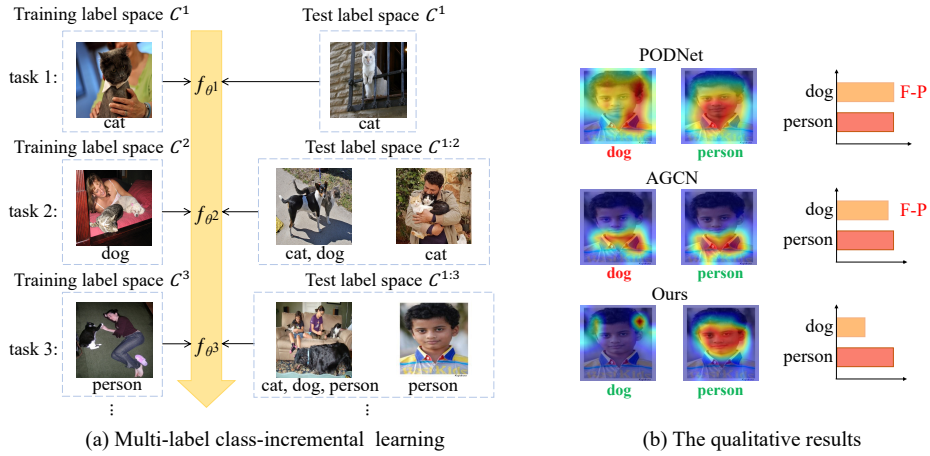 Training label space C¹
Test label space C¹
task 1:
f_θ¹
cat
cat
Training label space C²
Test label space C^1:2
task 2:
f_θ²
dog
cat, dog
cat
Training label space C³
Test label space C^1:3
task 3:
f_θ³
person
cat, dog, person
person
⋮
⋮
(a) Multi-label class-incremental learning
PODNet
dog
F-P
person
dog
person
AGCN
dog
F-P
person
dog
person
Ours
dog
person
dog
person
(b) The qualitative results